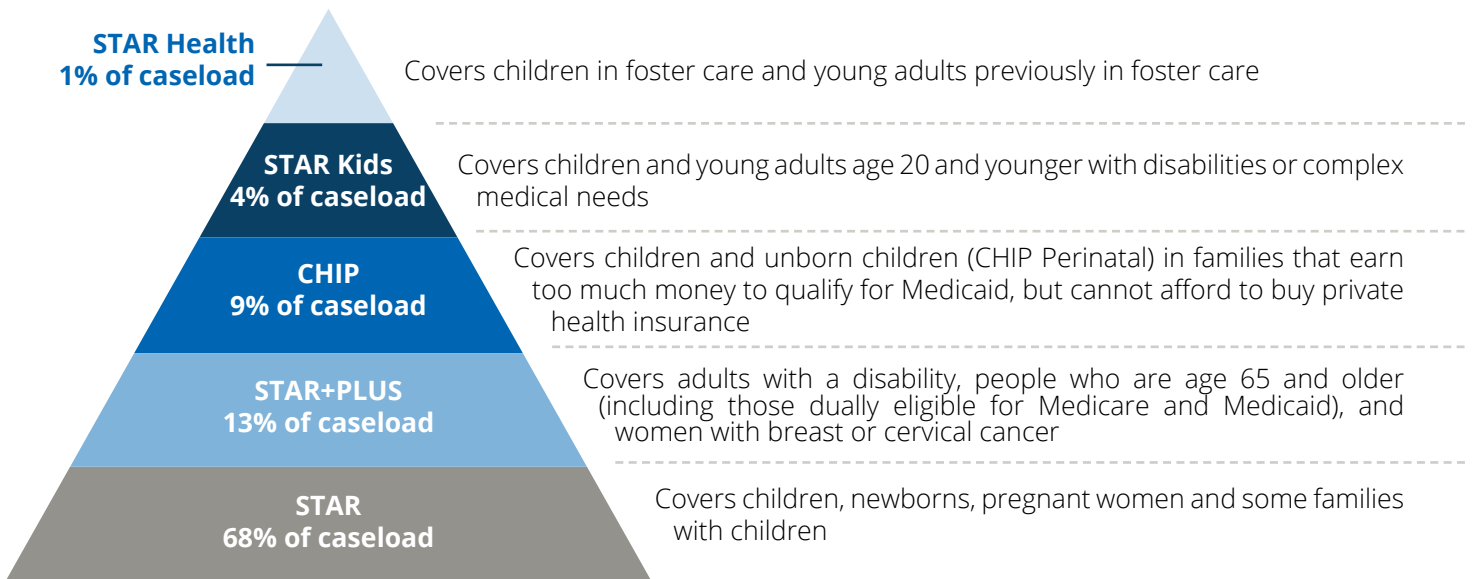 STAR Health
1% of caseload
Covers children in foster care and young adults previously in foster care
STAR Kids
4% of caseload
Covers children and young adults age 20 and younger with disabilities or complex
medical needs
CHIP
9% of caseload
Covers children and unborn children (CHIP Perinatal) in families that earn
too much money to qualify for Medicaid, but cannot afford to buy private
health insurance
STAR+PLUS
13% of caseload
Covers adults with a disability, people who are age 65 and older
(including those dually eligible for Medicare and Medicaid), and
women with breast or cervical cancer
STAR
68% of caseload
Covers children, newborns, pregnant women and some families
with children